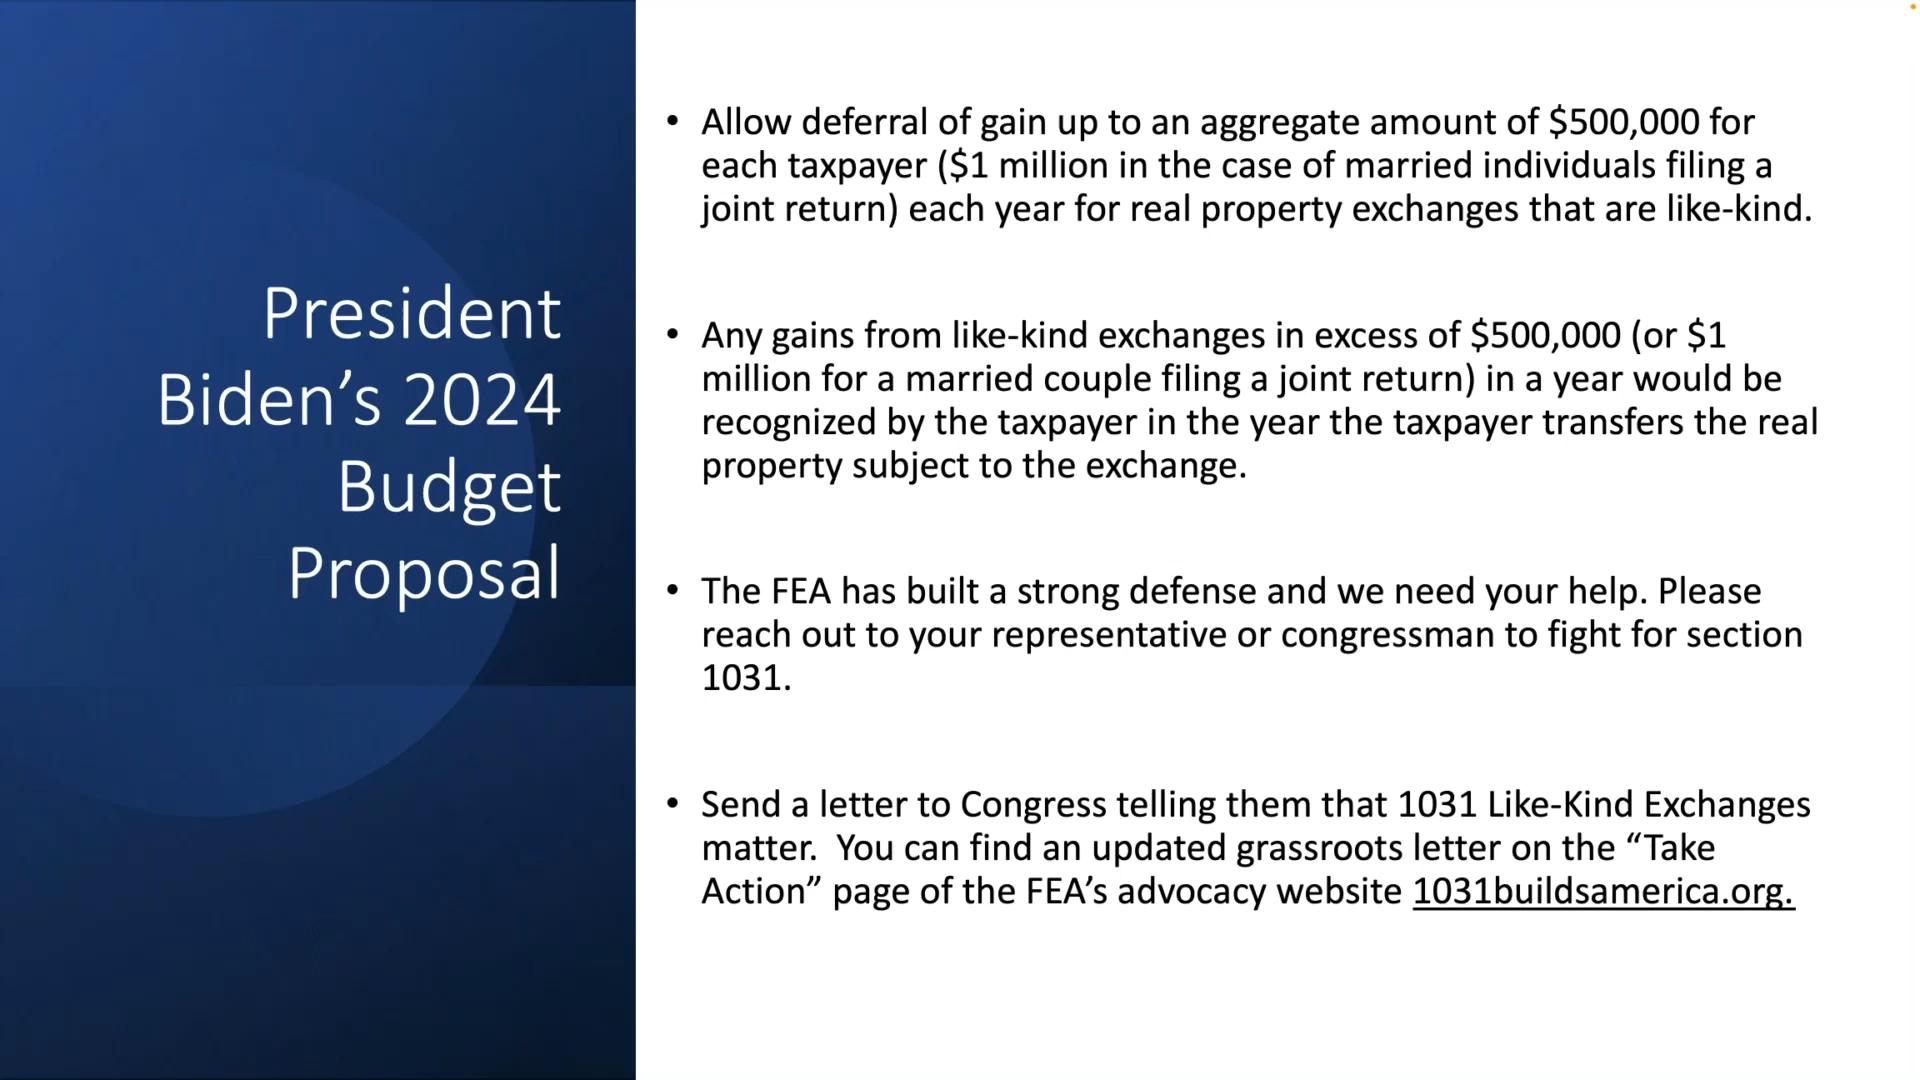 President
Biden’s 2024
Budget
Proposal
• Allow deferral of gain up to an aggregate amount of $500,000 for
each taxpayer ($1 million in the case of married individuals filing a
joint return) each year for real property exchanges that are like-kind.
• Any gains from like-kind exchanges in excess of $500,000 (or $1
million for a married couple filing a joint return) in a year would be
recognized by the taxpayer in the year the taxpayer transfers the real
property subject to the exchange.
• The FEA has built a strong defense and we need your help. Please
reach out to your representative or congressman to fight for section
1031.
• Send a letter to Congress telling them that 1031 Like-Kind Exchanges
matter.  You can find an updated grassroots letter on the “Take
Action” page of the FEA’s advocacy website 1031buildsamerica.org.